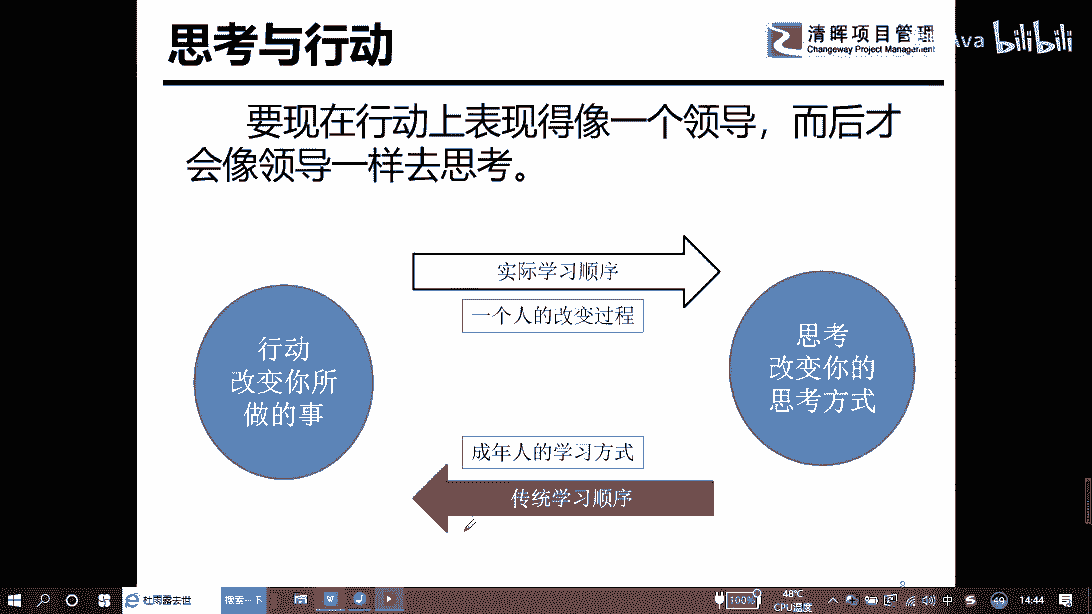 思考与行动
清晖项目管理
Changeway Project Management
bilibili
要现在行动上表现得像一个领导，而后才
会像领导一样去思考。
实际学习顺序
一个人的改变过程
行动
改变你所
做的事
思考
改变你的
思考方式
成年人的学习方式
传统学习顺序
杜雨露去世
搜索一下
100%
48℃
CPU温度
中
49
14:44